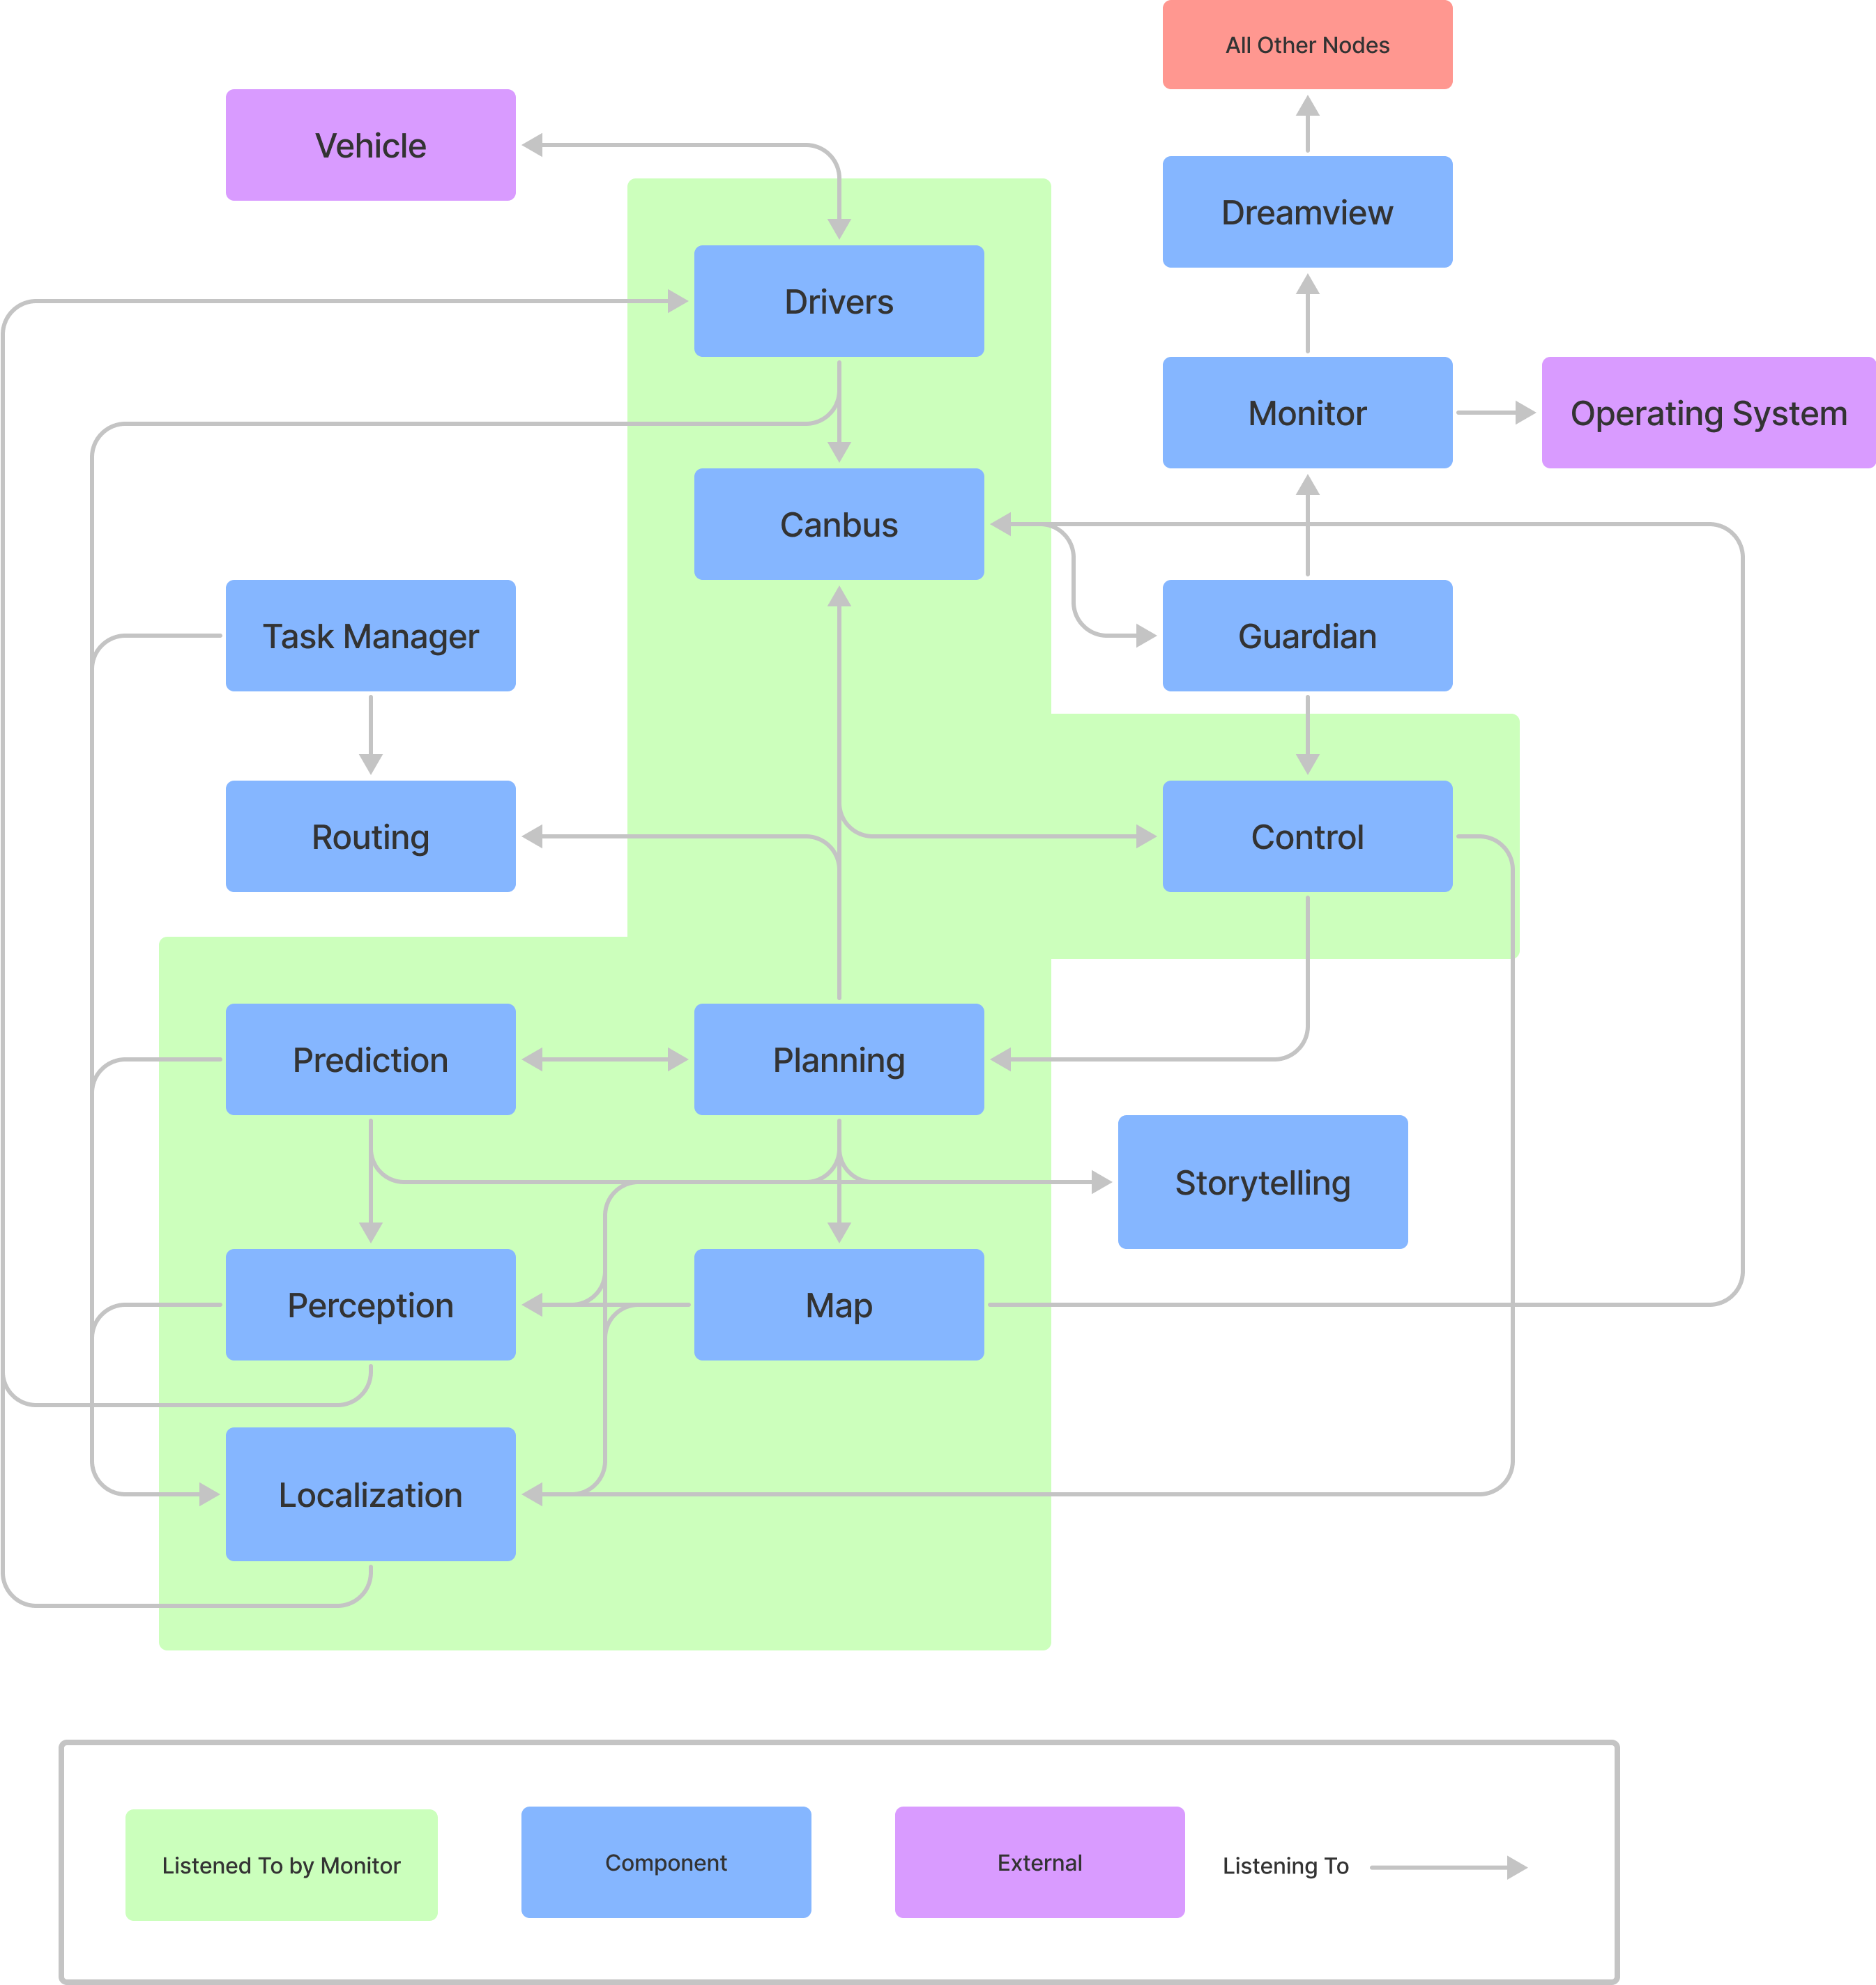 All Other Nodes
Vehicle
Dreamview
Drivers
Monitor
Operating System
Canbus
Task Manager
Guardian
Routing
Control
Prediction
Planning
Storytelling
Perception
Map
Localization
Listened To by Monitor
Component
External
Listening To